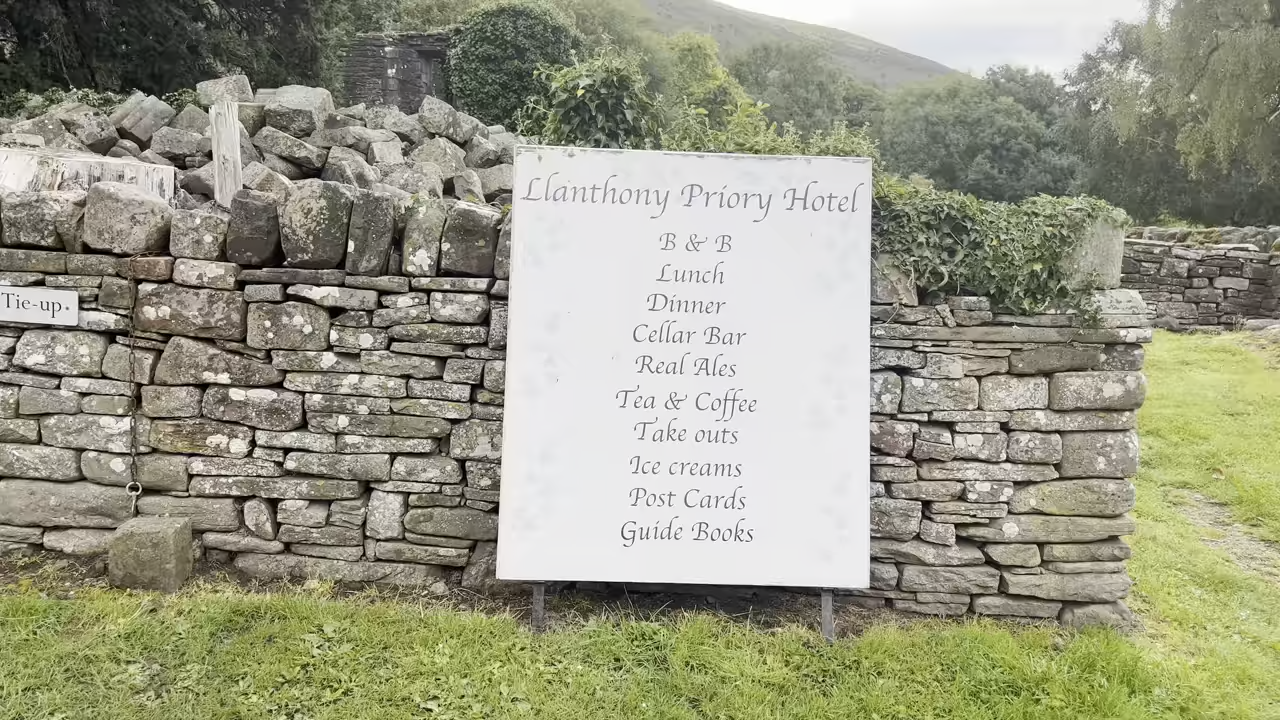 Llanthony Priory Hotel
B & B
Lunch
Dinner
Cellar Bar
Real Ales
Tea & Coffee
Take outs
Ice creams
Post Cards
Guide Books
Tie-up.